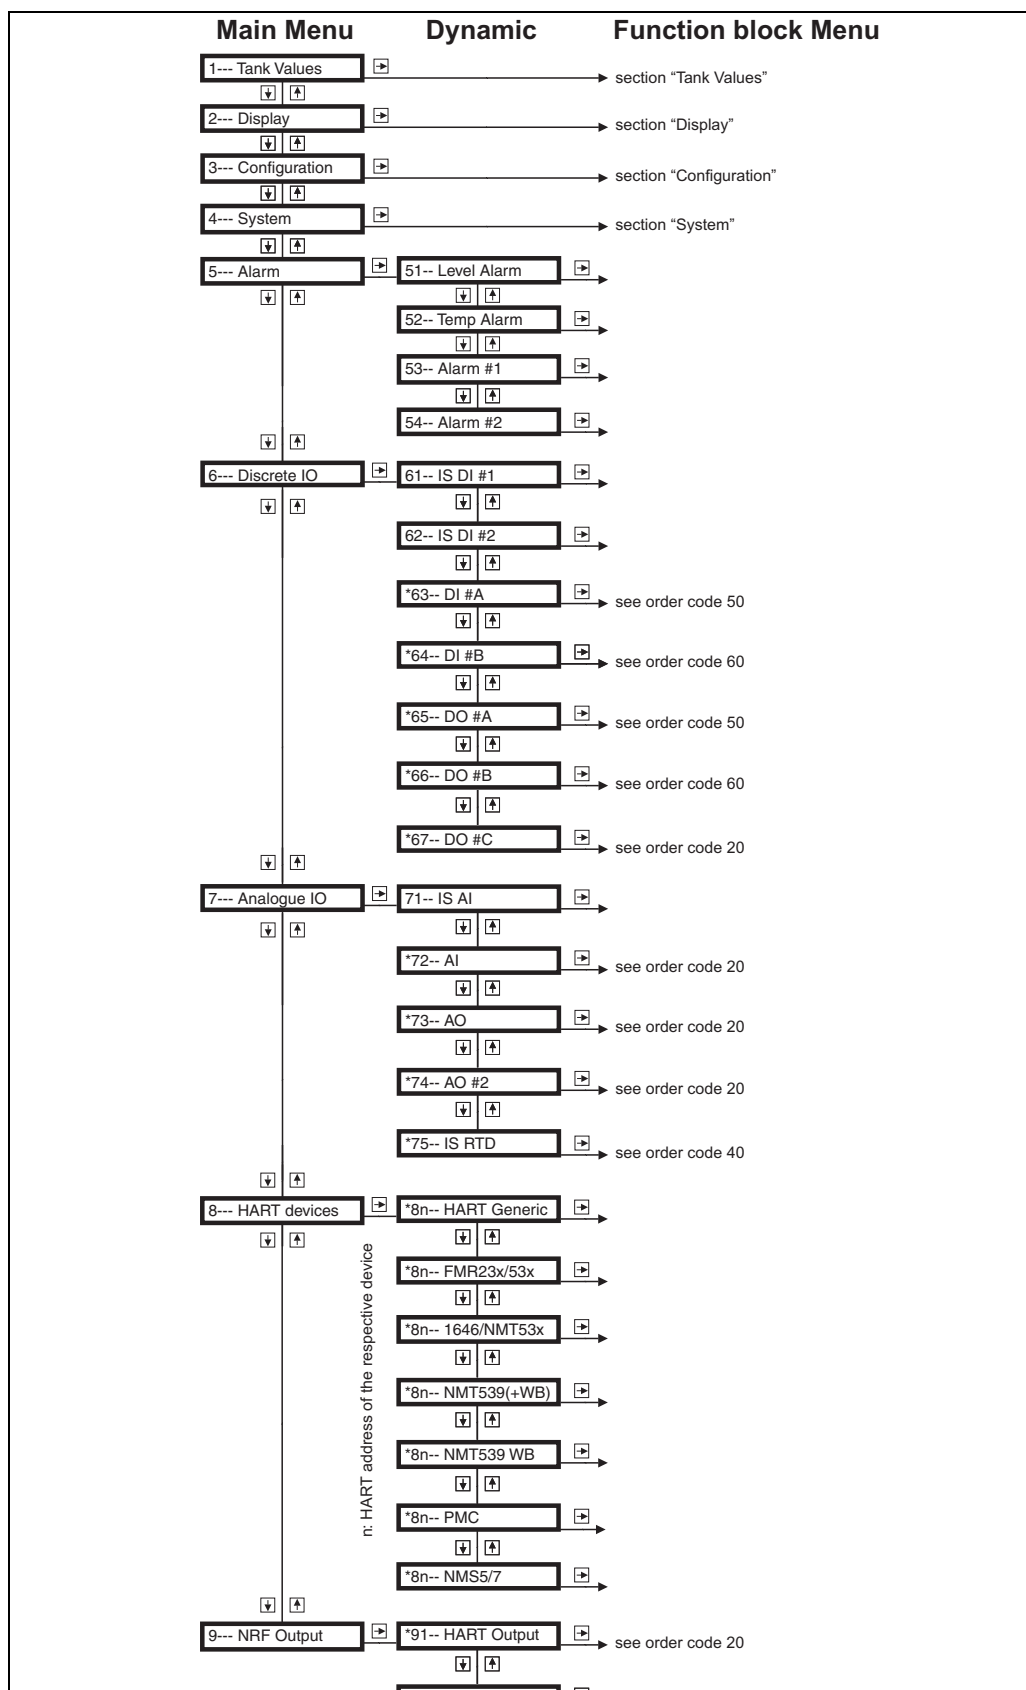 Main Menu Dynamic Function block Menu
1--- Tank Values section “Tank Values”
2--- Display section “Display”
3--- Configuration section “Configuration”
4--- System section “System”
5--- Alarm 51-- Level Alarm
52-- Temp Alarm
53-- Alarm #1
54-- Alarm #2
6--- Discrete IO 61-- IS DI #1
62-- IS DI #2
*63-- DI #A see order code 50
*64-- DI #B see order code 60
*65-- DO #A see order code 50
*66-- DO #B see order code 60
*67-- DO #C see order code 20
7--- Analogue IO 71-- IS AI
*72-- AI see order code 20
*73-- AO see order code 20
*74-- AO #2 see order code 20
*75-- IS RTD see order code 40
8--- HART devices *8n-- HART Generic
n: HART address of the respective device
*8n-- FMR23x/53x
*8n-- 1646/NMT53x
*8n-- NMT539(+WB)
*8n-- NMT539 WB
*8n-- PMC
*8n-- NMS5/7
9--- NRF Output *91-- HART Output see order code 20